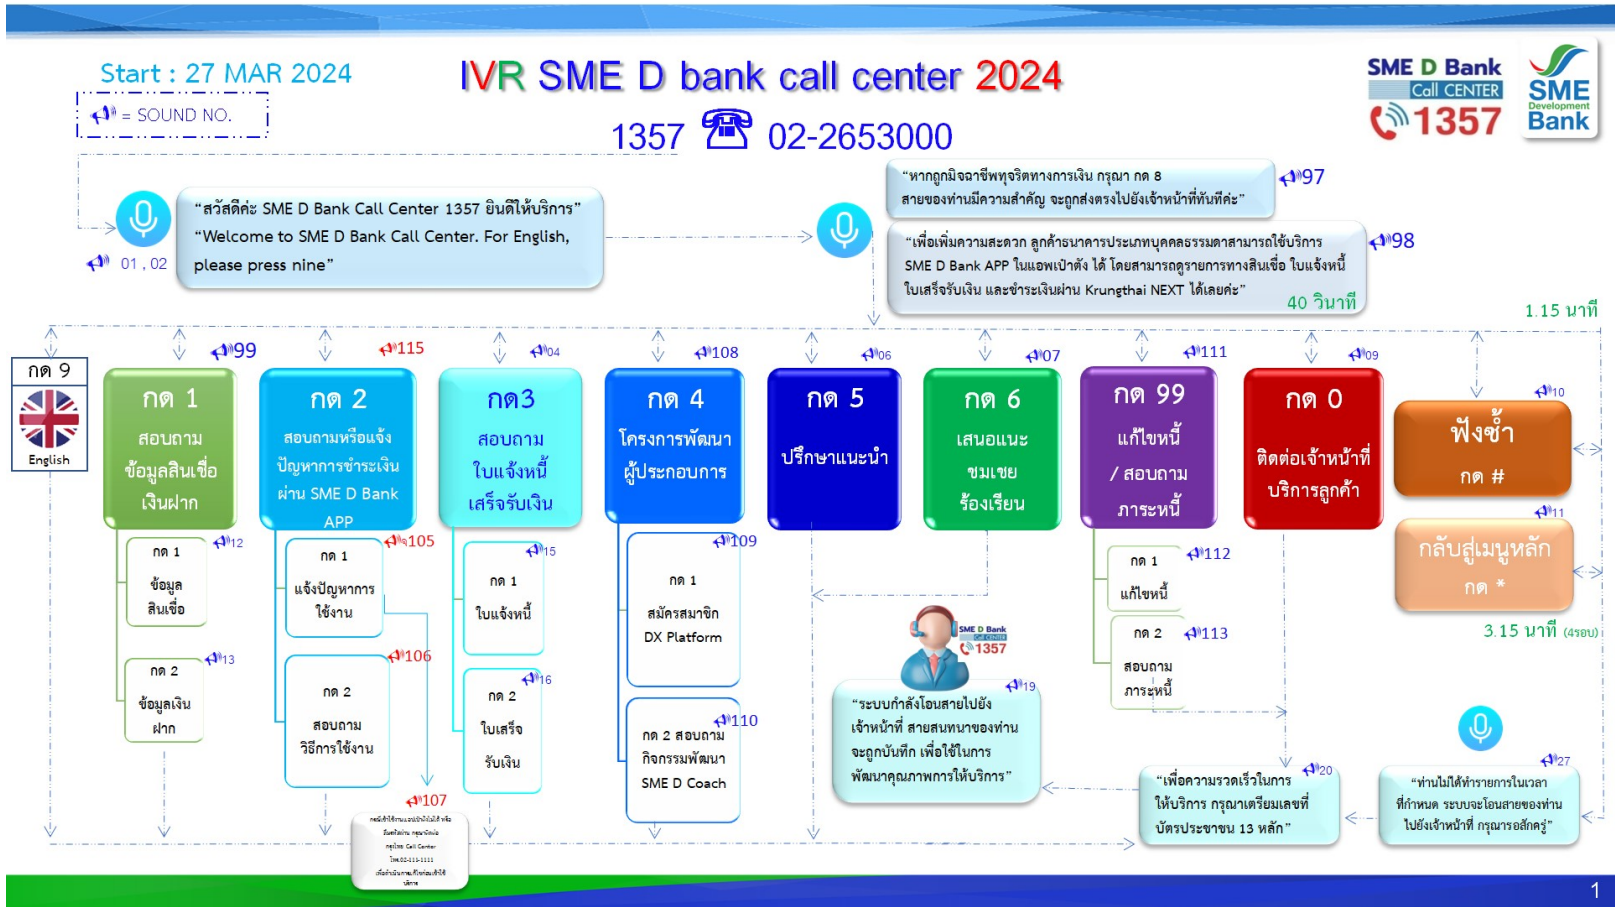 Start : 27 MAR 2024
= SOUND NO.
IVR SME D bank call center 2024
1357 02-2653000
SME D Bank
Call CENTER
1357
SME
Development
Bank
01 , 02
“สวัสดีค่ะ SME D Bank Call Center 1357 ยินดีให้บริการ”
“Welcome to SME D Bank Call Center. For English,
please press nine”
“หากถูกมิจฉาชีพทุจริตทางการเงิน กรุณา กด 8
สายของท่านมีความสำคัญ จะถูกส่งตรงไปยังเจ้าหน้าที่ทันทีค่ะ”
97
“เพื่อเพิ่มความสะดวก ลูกค้าธนาคารประเภทบุคคลธรรมดาสามารถใช้บริการ
SME D Bank APP ในแอพเป๋าตัง ได้ โดยสามารถดูรายการทางสินเชื่อ ใบแจ้งหนี้
ใบเสร็จรับเงิน และชำระเงินผ่าน Krungthai NEXT ได้เลยค่ะ”
40 วินาที
98
1.15 นาที
กด 9
English
99
กด 1
สอบถาม
ข้อมูลสินเชื่อ
เงินฝาก
12
กด 1
ข้อมูล
สินเชื่อ
13
กด 2
ข้อมูลเงิน
ฝาก
115
กด 2
สอบถามหรือแจ้ง
ปัญหาการชำระเงิน
ผ่าน SME D Bank
APP
105
กด 1
แจ้งปัญหาการ
ใช้งาน
106
กด 2
สอบถาม
วิธีการใช้งาน
107
กรุงไทย Call Center
โทร.02-111-1111
04
กด3
สอบถาม
ใบแจ้งหนี้
เสร็จรับเงิน
15
กด 1
ใบแจ้งหนี้
16
กด 2
ใบเสร็จ
รับเงิน
108
กด 4
โครงการพัฒนา
ผู้ประกอบการ
109
กด 1
สมัครสมาชิก
DX Platform
110
กด 2 สอบถาม
กิจกรรมพัฒนา
SME D Coach
06
กด 5
ปรึกษาแนะนำ
07
กด 6
เสนอแนะ
ชมเชย
ร้องเรียน
111
กด 99
แก้ไขหนี้
/ สอบถาม
ภาระหนี้
112
กด 1
แก้ไขหนี้
113
กด 2
สอบถาม
ภาระหนี้
09
กด 0
ติดต่อเจ้าหน้าที่
บริการลูกค้า
10
ฟังซ้ำ
กด #
11
กลับสู่เมนูหลัก
กด *
3.15 นาที (4รอบ)
SME D Bank
Call CENTER
1357
19
“ระบบกำลังโอนสายไปยัง
เจ้าหน้าที่ สายสนทนาของท่าน
จะถูกบันทึก เพื่อใช้ในการ
พัฒนาคุณภาพการให้บริการ”
20
“เพื่อความรวดเร็วในการ
ให้บริการ กรุณาเตรียมเลขที่
บัตรประชาชน 13 หลัก”
27
“ท่านไม่ได้ทำรายการในเวลา
ที่กำหนด ระบบจะโอนสายของท่าน
ไปยังเจ้าหน้าที่ กรุณารอสักครู่”
1